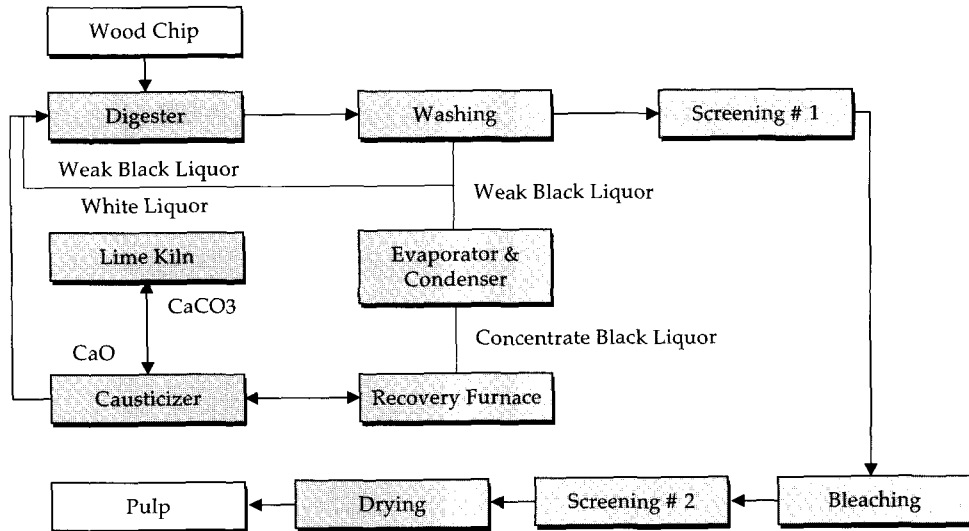 Wood Chip
Digester
Washing
Screening # 1
Weak Black Liquor
Weak Black Liquor
White Liquor
Lime Kiln
Evaporator &
Condenser
CaCO3
Concentrate Black Liquor
CaO
Causticizer
Recovery Furnace
Pulp
Drying
Screening # 2
Bleaching